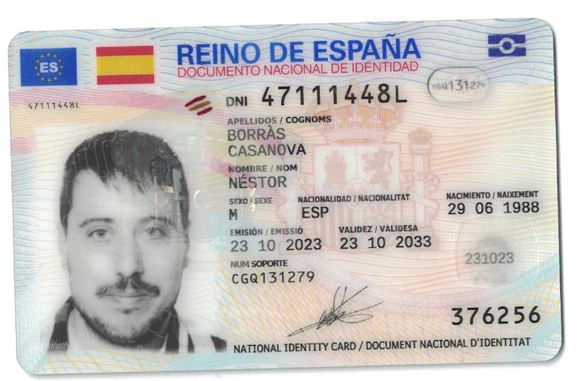 ES
REINO DE ESPAÑA
DOCUMENTO NACIONAL DE IDENTIDAD
47111448L
DNI 47111448L
CGQ131279
APELLIDOS / COGNOMS
BORRÀS
CASANOVA
NOMBRE / NOM
NÉSTOR
SEXO / SEXE NACIONALIDAD / NACIONALITAT NACIMIENTO / NAIXEMENT
M ESP 29 06 1988
EMISIÓN / EMISSIÓ VALIDEZ / VALIDESA
23 10 2023 23 10 2033
NUM SOPORTE
CGQ131279
231023
376256
NATIONAL IDENTITY CARD / DOCUMENT NACIONAL D'IDENTITAT